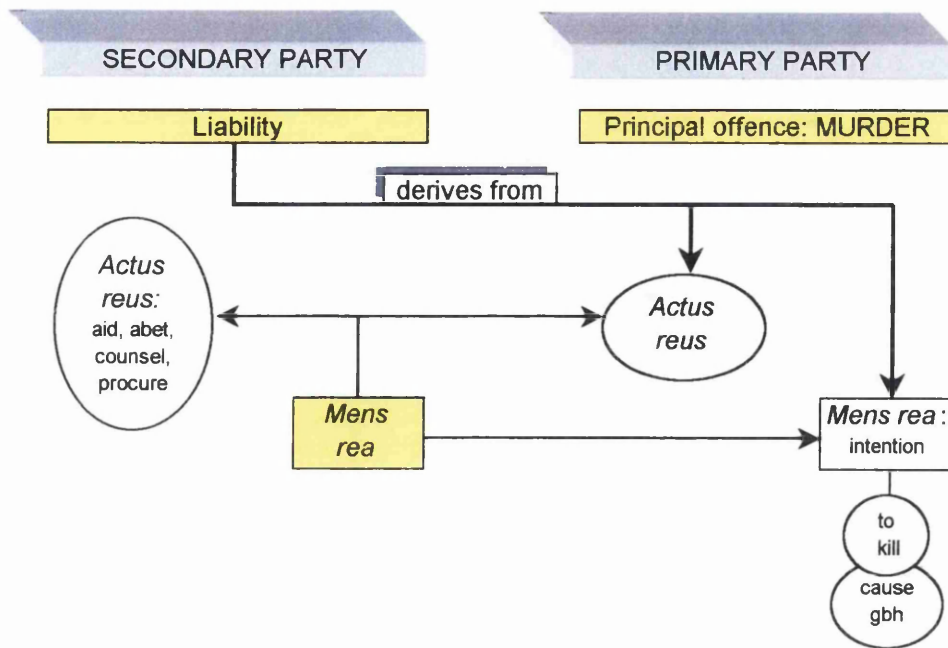 SECONDARY PARTY
PRIMARY PARTY
Liability
Principal offence: MURDER
derives from
Actus
reus:
aid, abet,
counsel,
procure
Actus
reus
Mens
rea
Mens rea :
intention
to
kill
cause
gbh